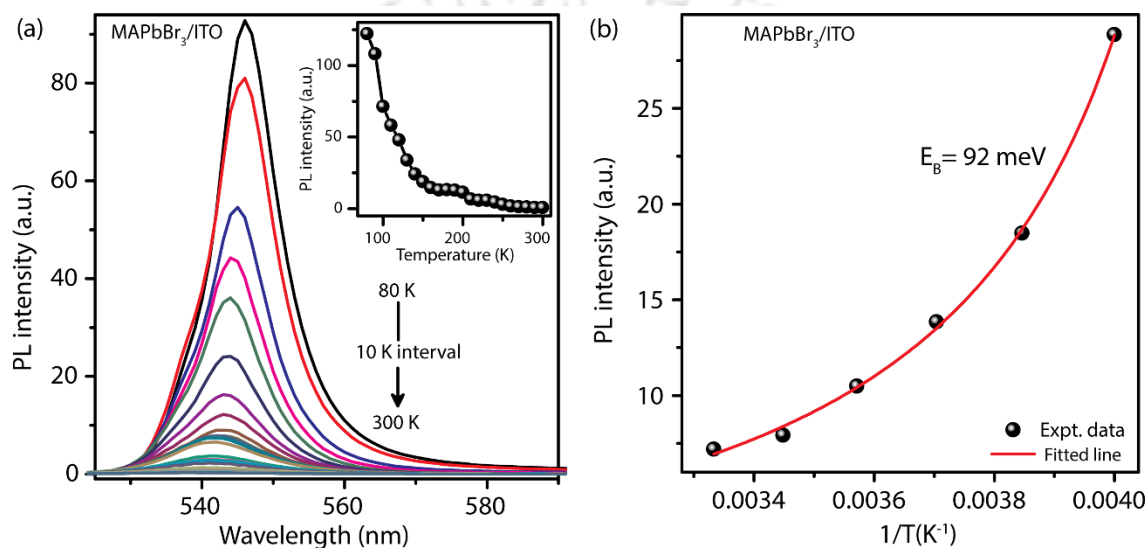 (a)
MAPbBr₃/ITO
PL intensity (a.u.)
80
60
40
20
0
540
560
580
Wavelength (nm)
PL intensity (a.u.)
100
50
0
100
200
300
Temperature (K)
80 K
10 K interval
300 K
(b)
MAPbBr₃/ITO
E_B= 92 meV
PL intensity (a.u.)
25
20
15
10
Expt. data
Fitted line
0.0034
0.0036
0.0038
0.0040
1/T(K⁻¹)